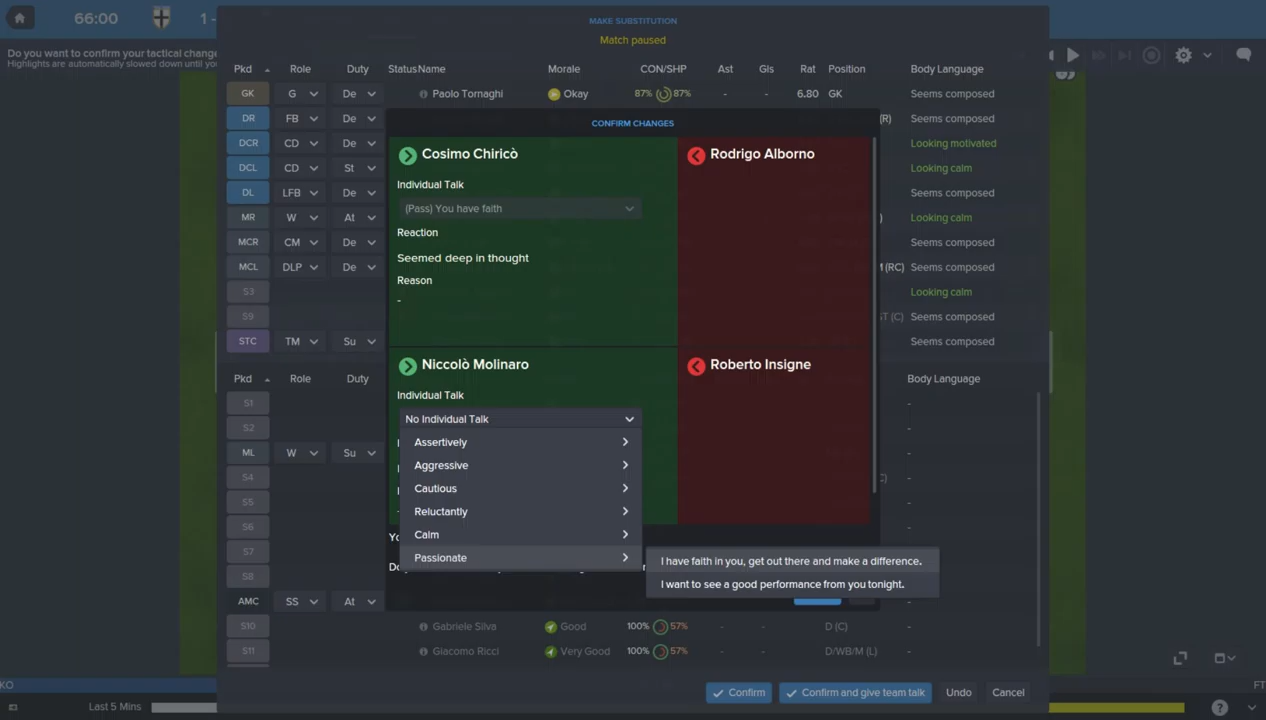 66:00
1 -
MAKE SUBSTITUTION
Match paused
Do you want to confirm your tactical change
Highlights are automatically slowed down until yo
Pkd Role Duty Status Name Morale CON/SHP Ast Gls Rat Position Body Language
GK G De Paolo Tornaghi Okay 87% 87% - - 6.80 GK Seems composed
DR FB De (R) Seems composed
DCR CD De Looking motivated
DCL CD St Looking calm
DL LFB De Seems composed
MR W At ) Looking calm
MCR CM De Seems composed
MCL DLP De M (RC) Seems composed
S3 Looking calm
S9 ST (C) Seems composed
STC TM Su Seems composed
CONFIRM CHANGES
Cosimo Chiricò
Rodrigo Alborno
Individual Talk
(Pass) You have faith
Reaction
Seemed deep in thought
Reason
-
Niccolò Molinaro
Roberto Insigne
Individual Talk
No Individual Talk
Assertively
Aggressive
Cautious
Reluctantly
Calm
Passionate
I have faith in you, get out there and make a difference.
I want to see a good performance from you tonight.
Pkd Role Duty Body Language
S1 -
S2 -
ML W Su -
S4 C) -
S5 -
S6 -
S7 -
S8 -
AMC SS At -
S10 Gabriele Silva Good 100% 57% - - D (C) -
S11 Giacomo Ricci Very Good 100% 57% - - D/WB/M (L) -
Confirm
Confirm and give team talk
Undo
Cancel
KO
FT
Last 5 Mins
?